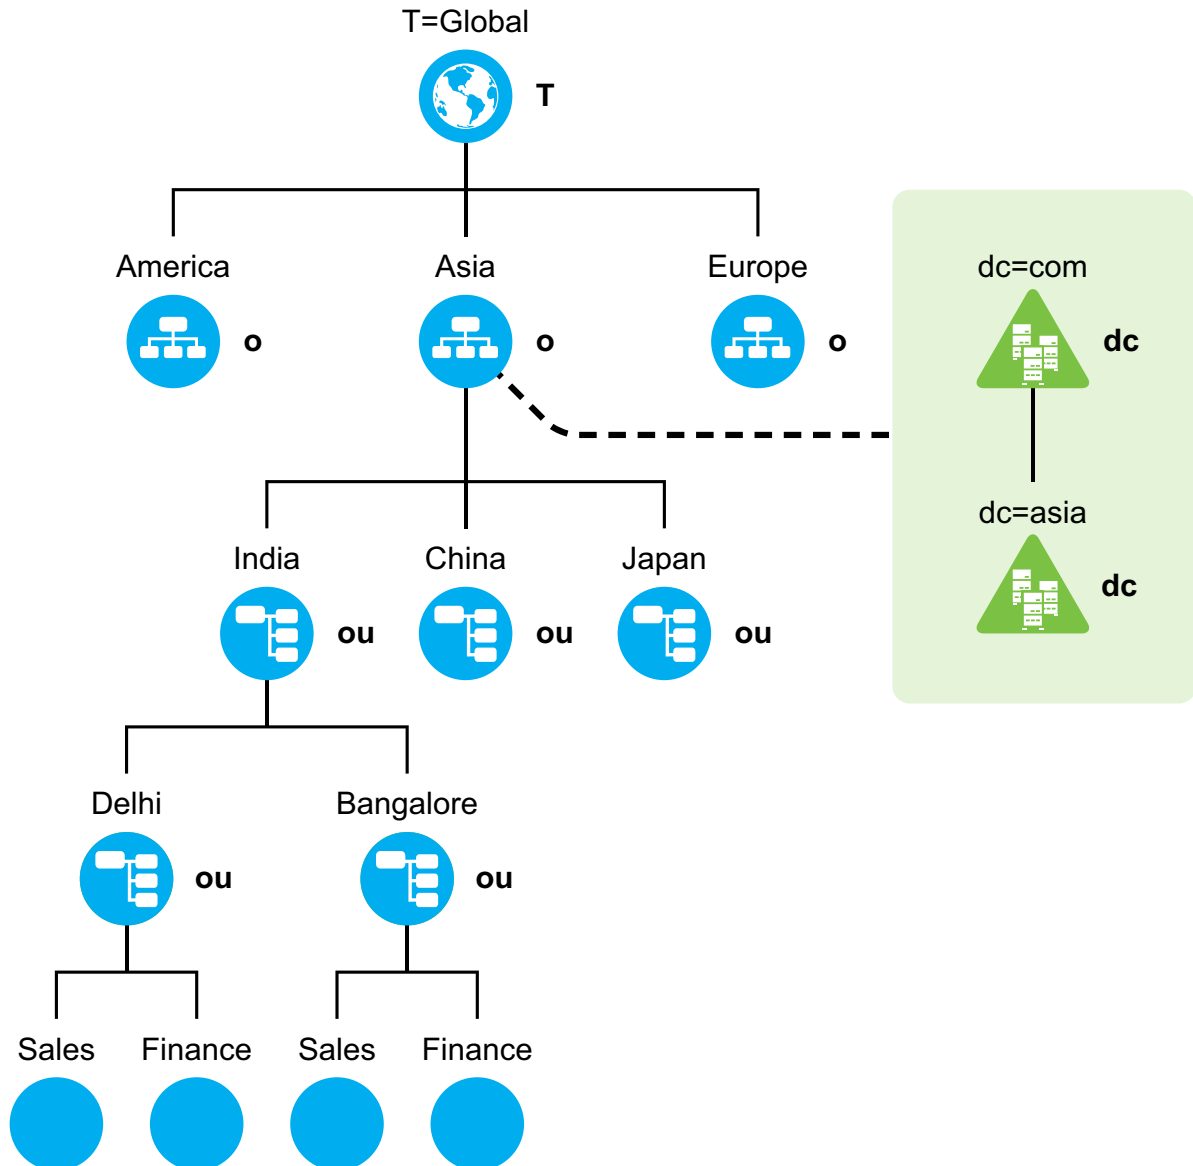 T=Global
T
America
Asia
Europe
dc=com
o
o
o
dc
India
China
Japan
dc=asia
ou
ou
ou
dc
Delhi
Bangalore
ou
ou
Sales
Finance
Sales
Finance